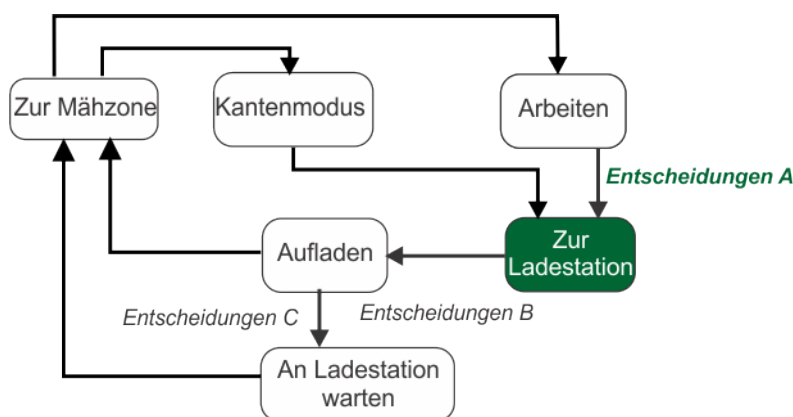 Zur Mähzone
Kantenmodus
Arbeiten
Entscheidungen A
Zur
Ladestation
Aufladen
Entscheidungen B
Entscheidungen C
An Ladestation
warten